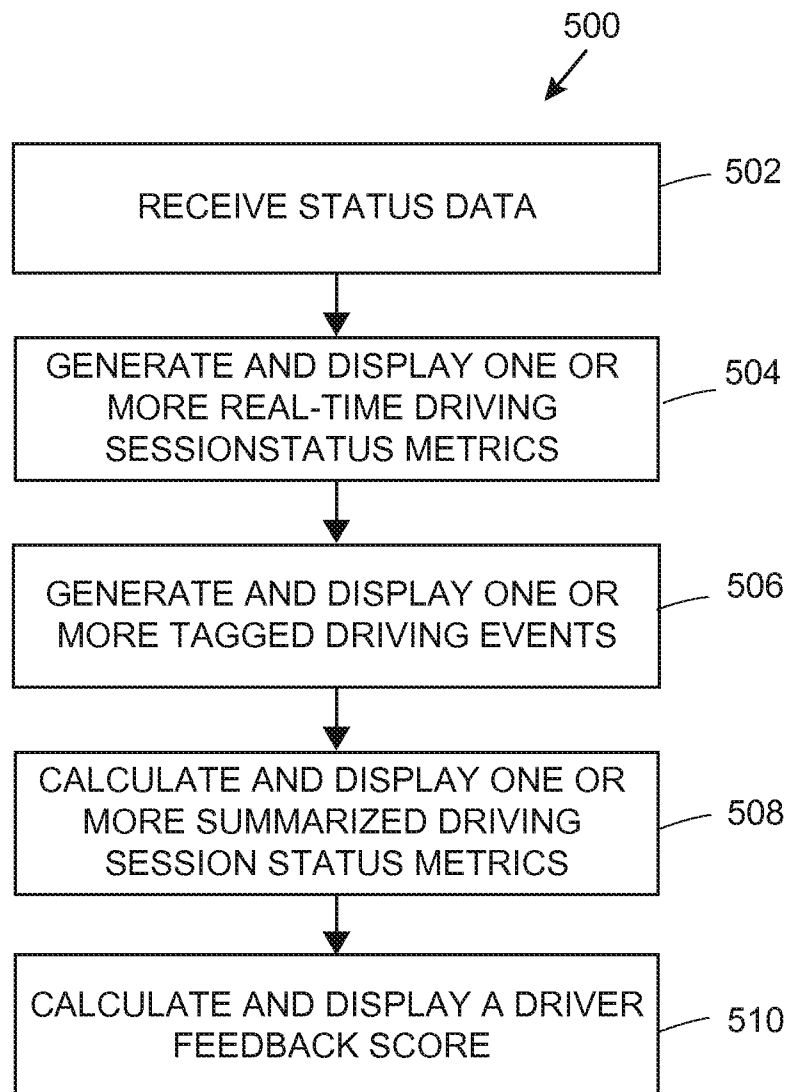 500
RECEIVE STATUS DATA
502
GENERATE AND DISPLAY ONE OR
MORE REAL-TIME DRIVING
SESSIONSTATUS METRICS
504
GENERATE AND DISPLAY ONE OR
MORE TAGGED DRIVING EVENTS
506
CALCULATE AND DISPLAY ONE OR
MORE SUMMARIZED DRIVING
SESSION STATUS METRICS
508
CALCULATE AND DISPLAY A DRIVER
FEEDBACK SCORE
510